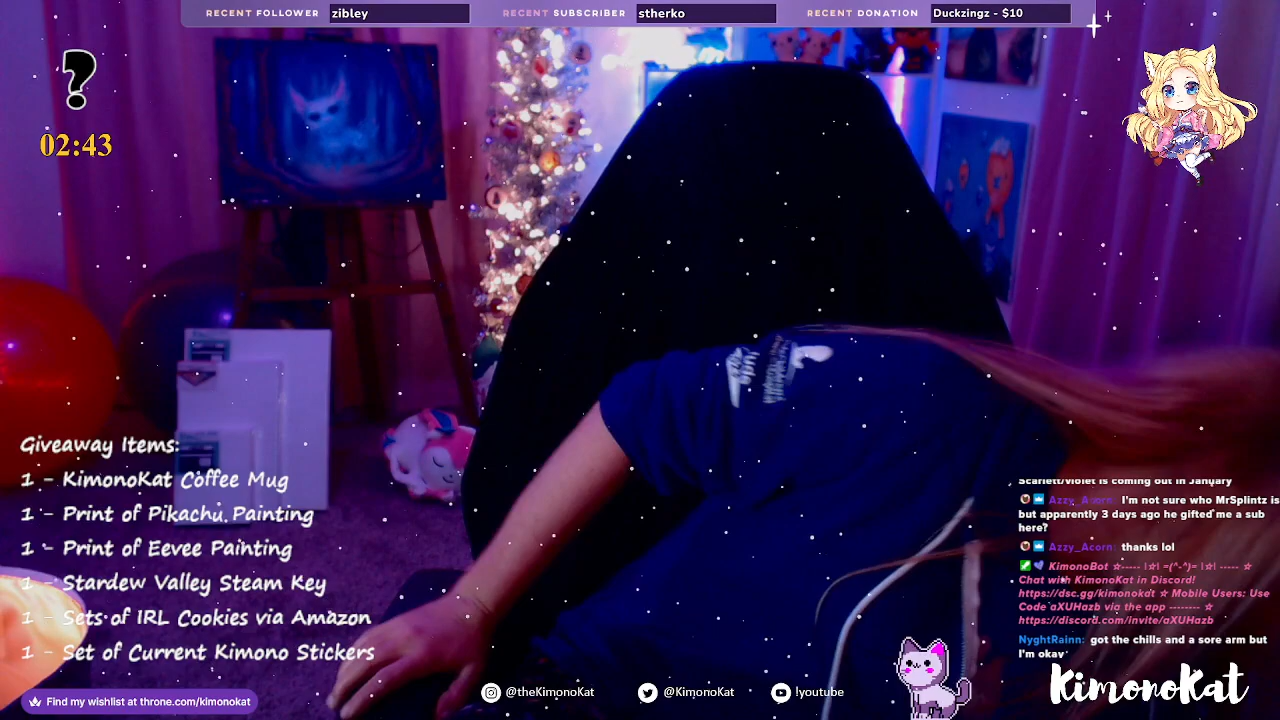 RECENT FOLLOWER zibley RECENT SUBSCRIBER stherko RECENT DONATION Duckzingz - $10
?
02:43
Giveaway Items:
1 - KimonoKat Coffee Mug
1 - Print of Pikachu Painting
1 - Print of Eevee Painting
1 - Stardew Valley Steam Key
1 - Sets of IRL Cookies via Amazon
1 - Set of Current Kimono Stickers
Find my wishlist at throne.com/kimonokat
@theKimonoKat @KimonoKat !youtube
Scarlett/Violet is coming out in January
Azzy_Acorn: I'm not sure who MrSplintz is
but apparently 3 days ago he gifted me a sub
here?
Azzy_Acorn: thanks lol
KimonoBot ☆----- |☆| =(^-^)= |☆| ----- ☆
Chat with KimonoKat in Discord!
https://dsc.gg/kimonokat ☆ Mobile Users: Use
Code aXUHazb via the app -------- ☆
https://discord.com/invite/aXUHazb
NyghtRainn: got the chills and a sore arm but
I'm okay
KimonoKat